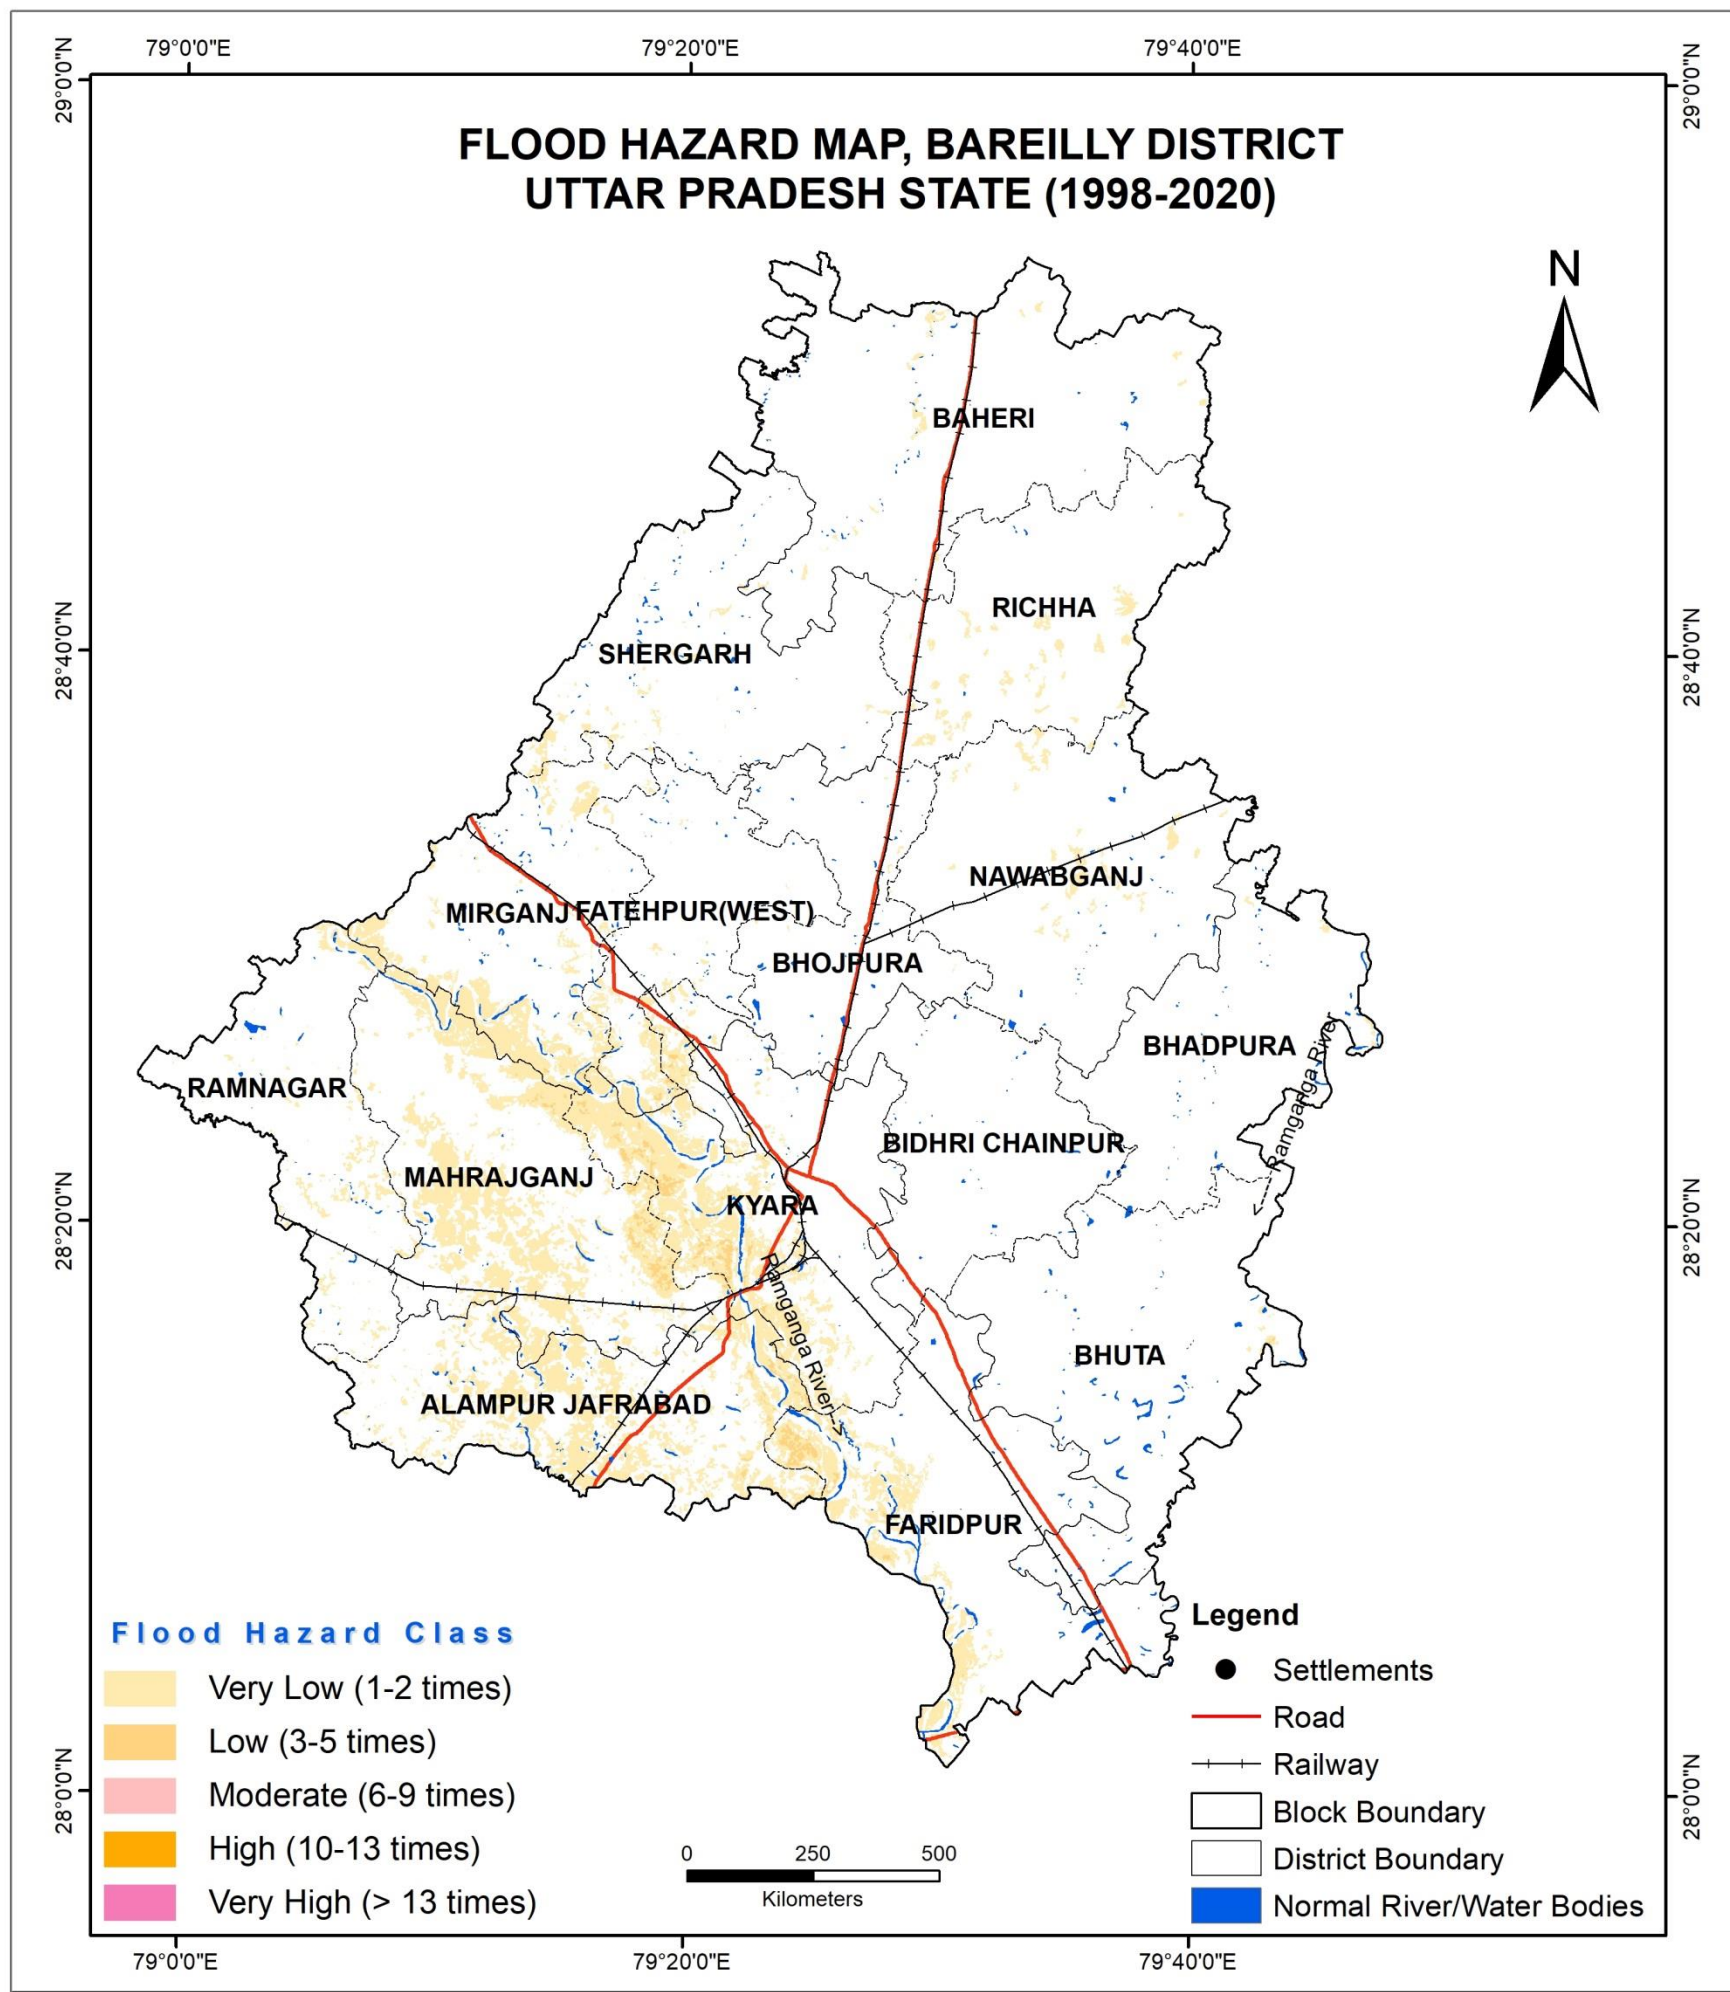 79°0'0"E 79°20'0"E 79°40'0"E
29°0'0"N 29°0'0"N
FLOOD HAZARD MAP, BAREILLY DISTRICT
UTTAR PRADESH STATE (1998-2020)
N
BAHERI
RICHHA
28°40'0"N 28°40'0"N
SHERGARH
NAWABGANJ
MIRGANJ FATEHPUR(WEST)
BHOJPURA
BHADPURA
Ramganga River
RAMNAGAR
BIDHRI CHAINPUR
MAHRAJGANJ
KYARA
28°20'0"N 28°20'0"N
Ramganga River
BHUTA
ALAMPUR JAFRABAD
FARIDPUR
Flood Hazard Class
Very Low (1-2 times)
Low (3-5 times)
Moderate (6-9 times)
High (10-13 times)
Very High (> 13 times)
28°0'0"N 28°0'0"N
0 250 500
Kilometers
Legend
Settlements
Road
Railway
Block Boundary
District Boundary
Normal River/Water Bodies
79°0'0"E 79°20'0"E 79°40'0"E